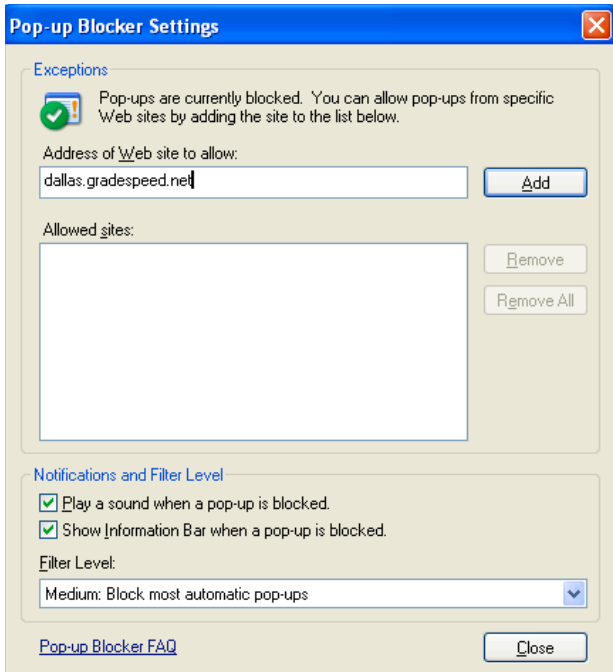 Pop-up Blocker Settings
Exceptions
Pop-ups are currently blocked. You can allow pop-ups from specific
Web sites by adding the site to the list below.
Address of Web site to allow:
dallas.gradespeed.net
Add
Allowed sites:
Remove
Remove All
Notifications and Filter Level
Play a sound when a pop-up is blocked.
Show Information Bar when a pop-up is blocked.
Filter Level:
Medium: Block most automatic pop-ups
Pop-up Blocker FAQ
Close